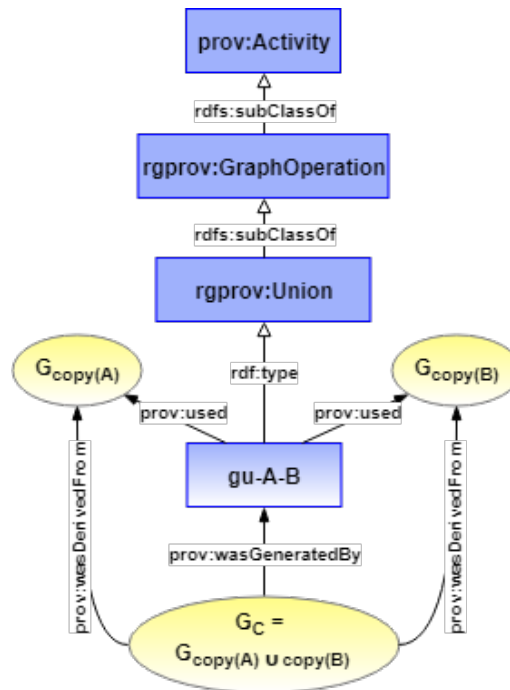 prov:Activity
rdfs:subClassOf
rgprov:GraphOperation
rdfs:subClassOf
rgprov:Union
Gcopy(A)
rdf:type
Gcopy(B)
prov:used
prov:used
gu-A-B
prov:wasDerivedFrom
prov:wasDerivedFrom
prov:wasGeneratedBy
GC =
Gcopy(A) ∪ copy(B)